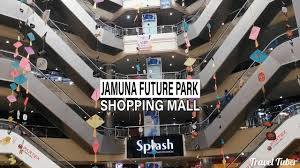 JAMUNA FUTURE PARK
SHOPPING MALL
Splash
Travel Tuber